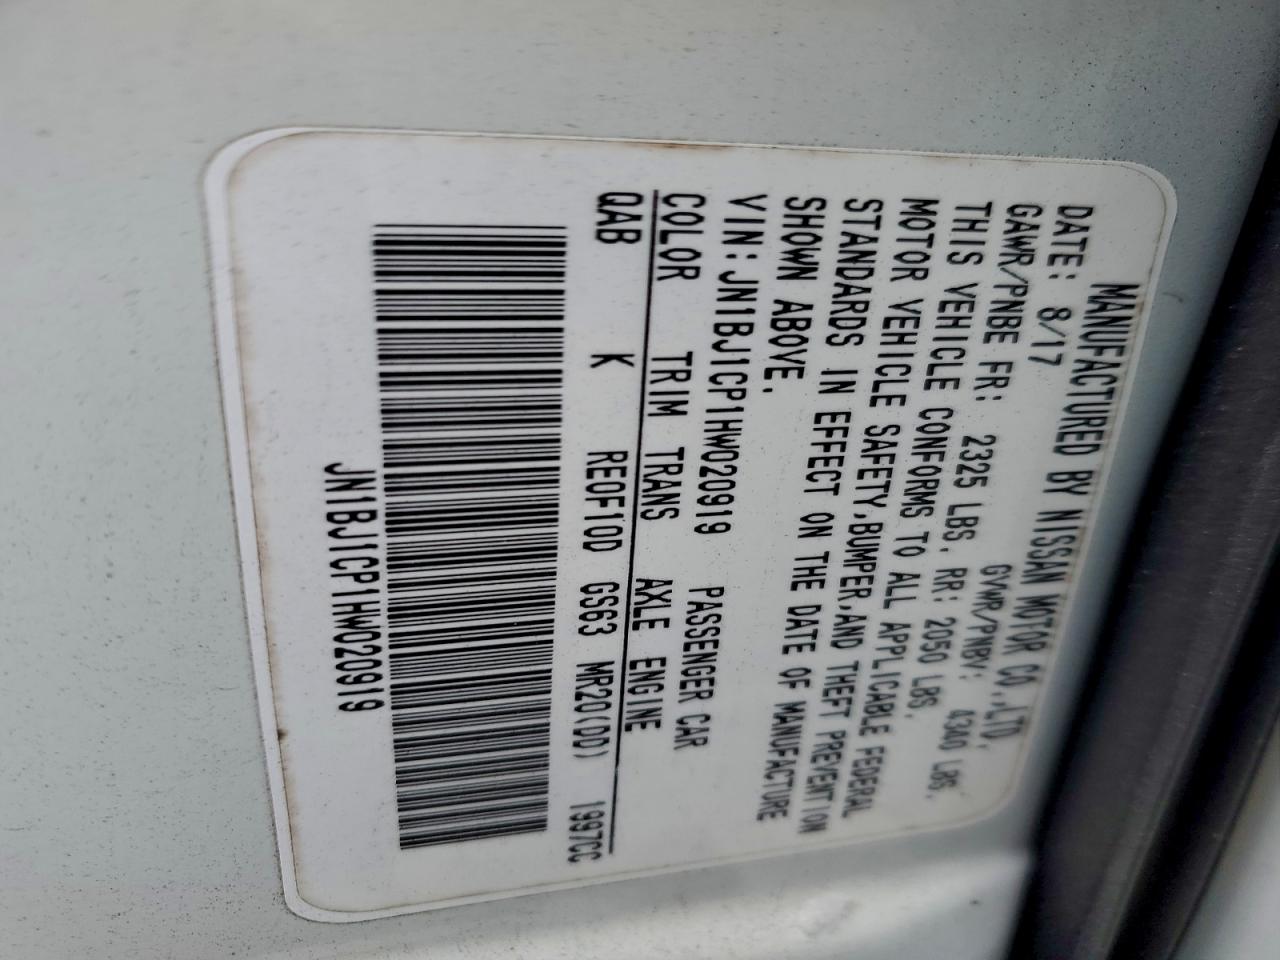 MANUFACTURED BY NISSAN MOTOR CO.,LTD.
DATE: 8/17 GVWR/PNBV: 4340 LBS.
GAWR/PNBE FR: 2325 LBS. RR: 2050 LBS.
THIS VEHICLE CONFORMS TO ALL APPLICABLE FEDERAL
MOTOR VEHICLE SAFETY,BUMPER,AND THEFT PREVENTION
STANDARDS IN EFFECT ON THE DATE OF MANUFACTURE
SHOWN ABOVE.
VIN: JN1BJ1CP1HW020919 PASSENGER CAR
COLOR TRIM TRANS AXLE ENGINE
QAB K RE0F10D GS63 MR20(DD) 1997CC
JN1BJ1CP1HW020919